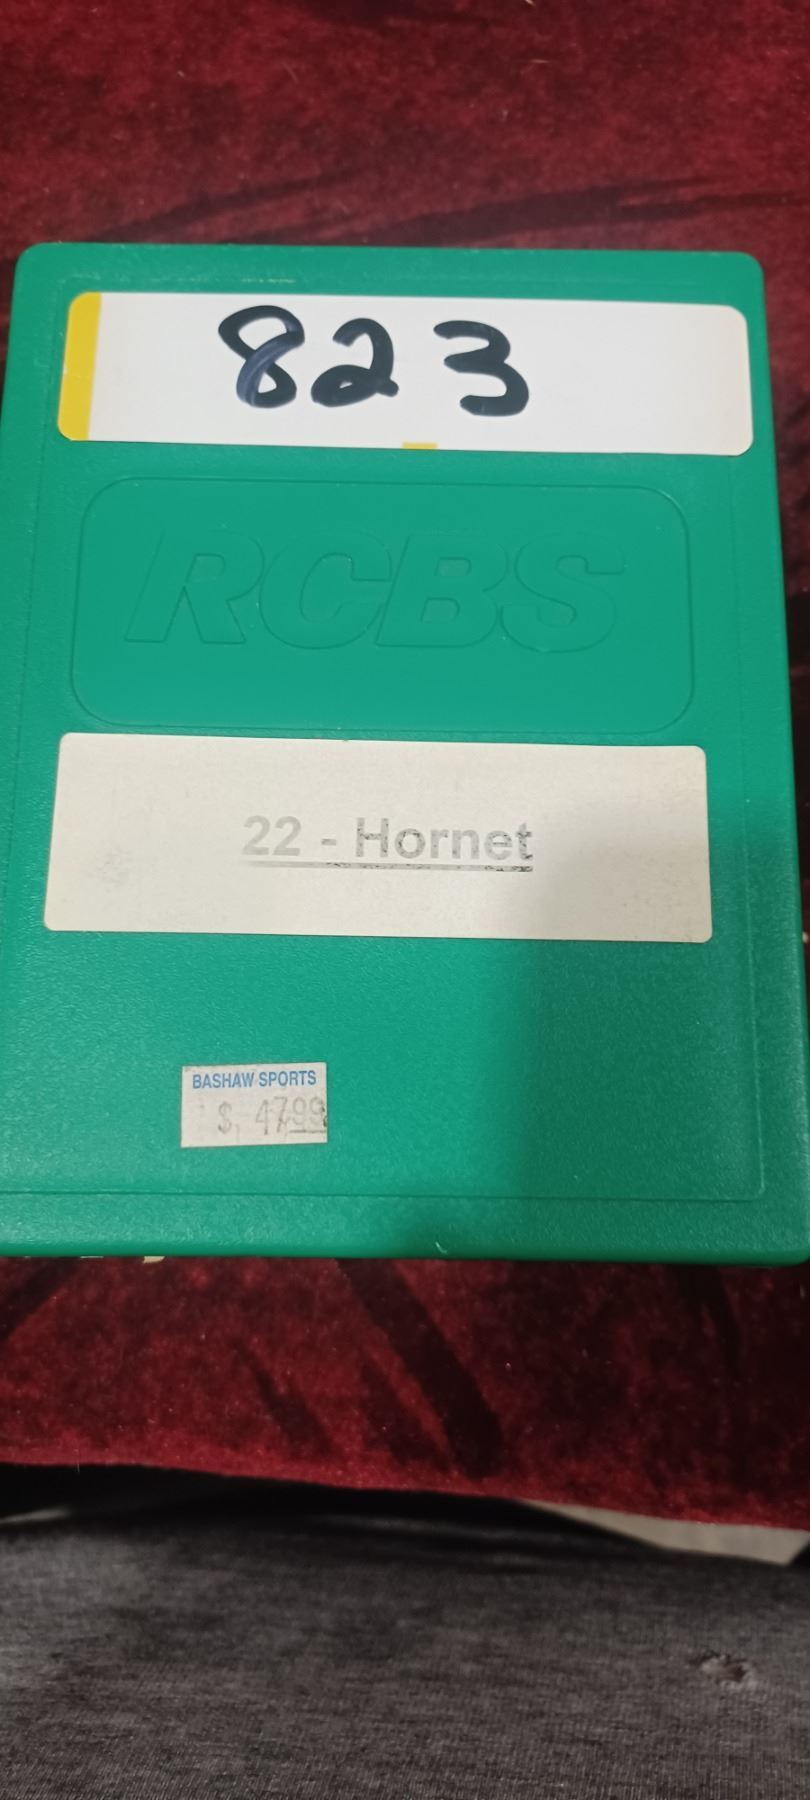 823
RCBS
22 - Hornet
BASHAW SPORTS
$ 47.99